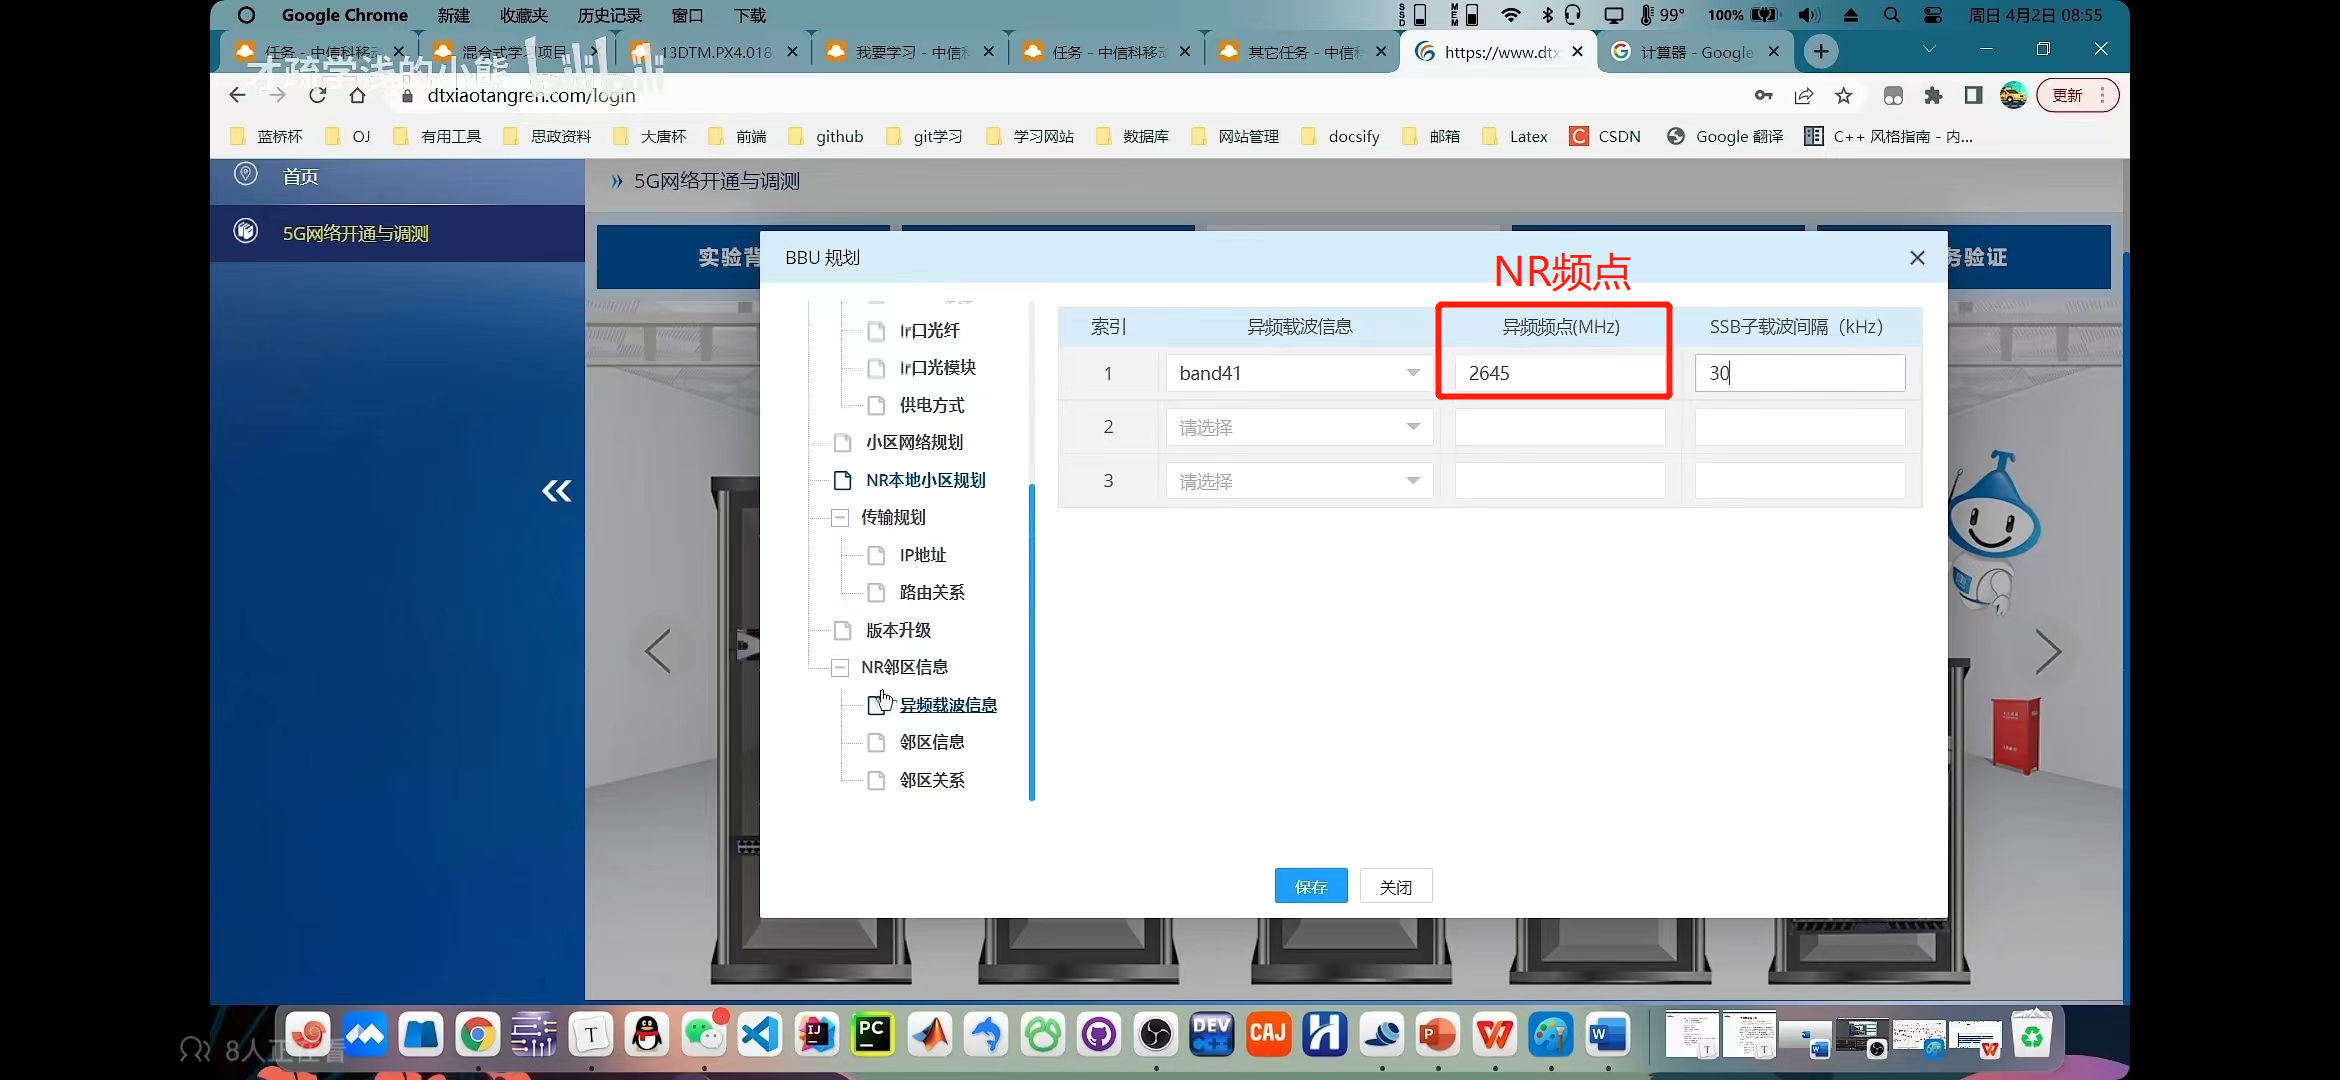 Google Chrome 新建 收藏夹 历史记录 窗口 下载 SSD MEM 99° 100% 周日 4月2日 08:55
任务 - 中信科移 混合式学习项目 13DTM.PX4.018 我要学习 - 中信科 任务 - 中信科移动 其它任务 - 中信科 https://www.dtx 计算器 - Google
才疏学浅的小熊 bilibili
dtxiaotangren.com/login 更新
蓝桥杯 OJ 有用工具 思政资料 大唐杯 前端 github git学习 学习网站 数据库 网站管理 docsify 邮箱 Latex CSDN Google 翻译 C++ 风格指南 - 内...
首页
5G网络开通与调测
5G网络开通与调测
实验背
务验证
BBU 规划
NR频点
Ir口光纤
Ir口光模块
供电方式
小区网络规划
NR本地小区规划
传输规划
IP地址
路由关系
版本升级
NR邻区信息
异频载波信息
邻区信息
邻区关系
索引 异频载波信息 异频频点(MHz) SSB子载波间隔（kHz）
1 band41 2645 30
2 请选择
3 请选择
保存 关闭
8人正在看
T IJ PC DEV C++ CAJ P W W